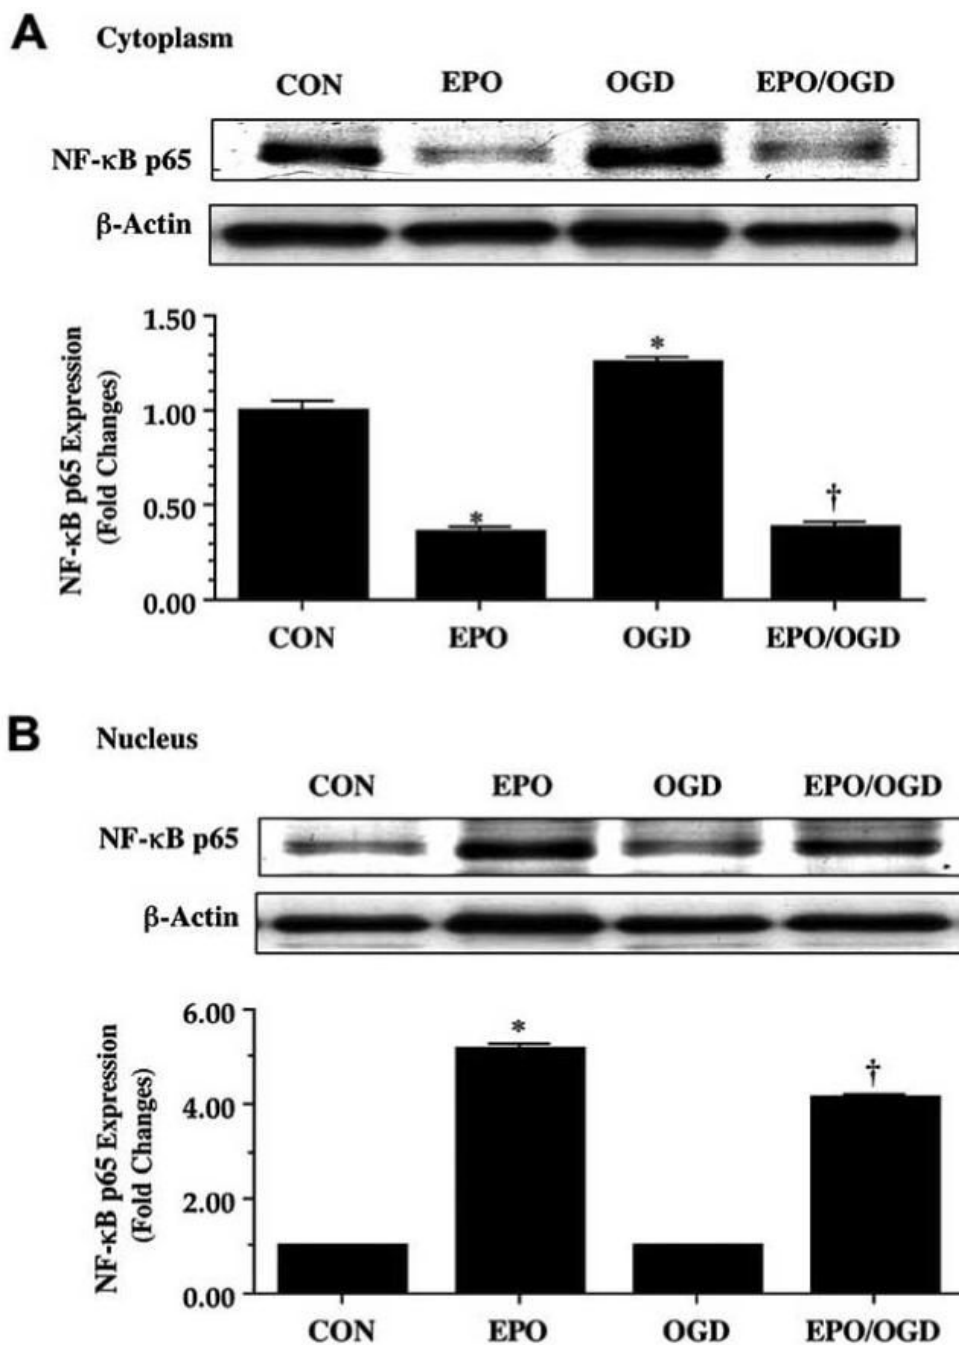 A Cytoplasm
CON EPO OGD EPO/OGD
NF-κB p65
β-Actin
NF-κB p65 Expression
(Fold Changes)
1.50
*
1.00
0.50
*
†
0.00
CON EPO OGD EPO/OGD
B Nucleus
CON EPO OGD EPO/OGD
NF-κB p65
β-Actin
NF-κB p65 Expression
(Fold Changes)
6.00
*
†
4.00
2.00
0.00
CON EPO OGD EPO/OGD